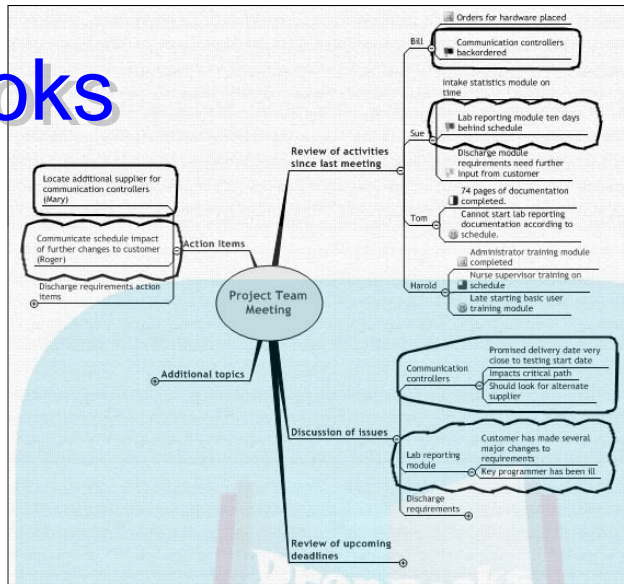 oks
Orders for hardware placed
Bill
Communication controllers
backordered
Intake statistics module on
time
Lab reporting module ten days
behind schedule
Sue
Discharge module
requirements need further
input from customer
Review of activities
since last meeting
74 pages of documentation
completed.
Tom
Cannot start lab reporting
documentation according to
schedule.
Administrator training module
completed
Nurse supervisor training on
schedule
Harold
Late starting basic user
training module
Locate additional supplier for
communication controllers
(Mary)
Communicate schedule impact
of further changes to customer
(Roger)
Action items
Discharge requirements action
items
Project Team
Meeting
Additional topics
Promised delivery date very
close to testing start date
Communication
controllers
Impacts critical path
Should look for alternate
supplier
Discussion of issues
Customer has made several
major changes to
requirements
Lab reporting
module
Key programmer has been ill
Discharge
requirements
Review of upcoming
deadlines